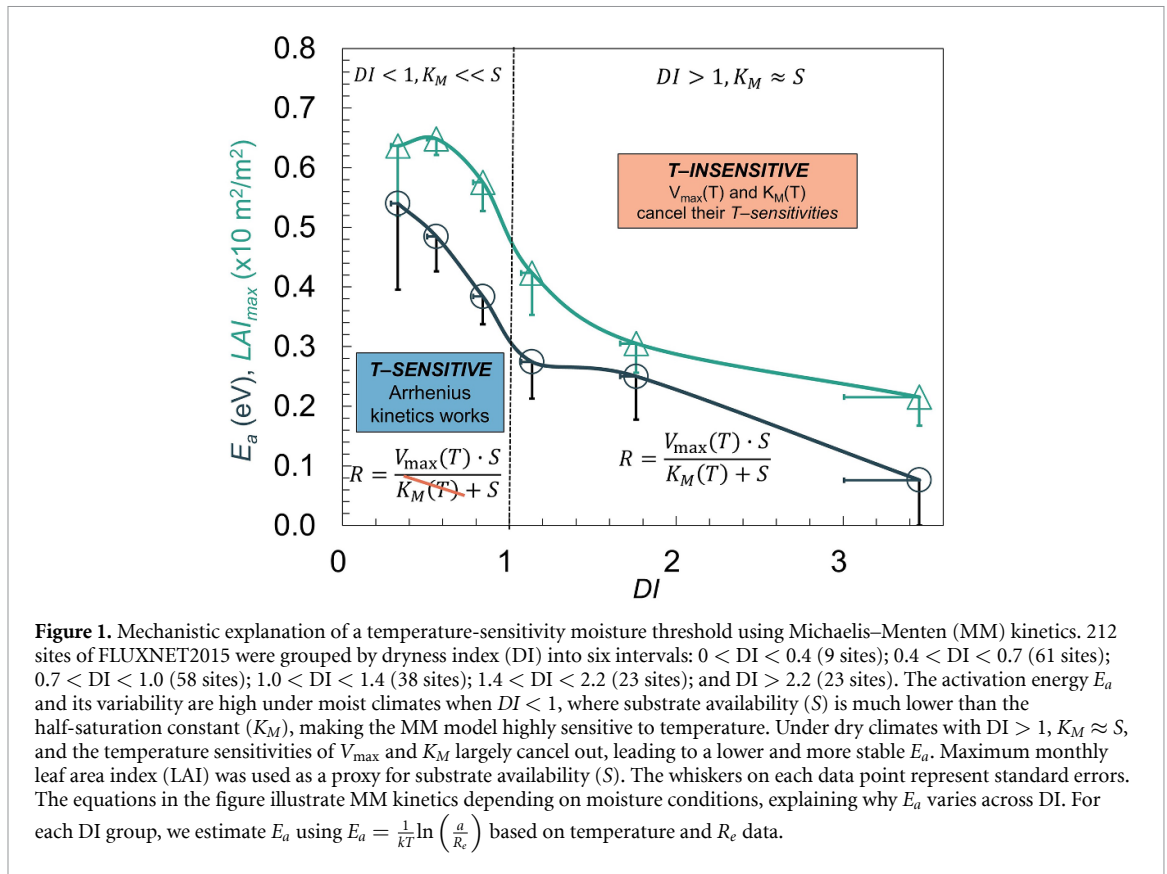 0.8
0.7
0.6
0.5
0.4
0.3
0.2
0.1
0.0
E_a (eV), LAI_max (x10 m²/m²)
DI < 1, K_M << S
DI > 1, K_M ≈ S
T–INSENSITIVE
V_max(T) and K_M(T)
cancel their T–sensitivities
T–SENSITIVE
Arrhenius
kinetics works
R = V_max(T) · S / K_M(T) + S
R = V_max(T) · S / K_M(T) + S
0 1 2 3
DI
Figure 1. Mechanistic explanation of a temperature-sensitivity moisture threshold using Michaelis–Menten (MM) kinetics. 212
sites of FLUXNET2015 were grouped by dryness index (DI) into six intervals: 0 < DI < 0.4 (9 sites); 0.4 < DI < 0.7 (61 sites);
0.7 < DI < 1.0 (58 sites); 1.0 < DI < 1.4 (38 sites); 1.4 < DI < 2.2 (23 sites); and DI > 2.2 (23 sites). The activation energy E_a
and its variability are high under moist climates when DI < 1, where substrate availability (S) is much lower than the
half-saturation constant (K_M), making the MM model highly sensitive to temperature. Under dry climates with DI > 1, K_M ≈ S,
and the temperature sensitivities of V_max and K_M largely cancel out, leading to a lower and more stable E_a. Maximum monthly
leaf area index (LAI) was used as a proxy for substrate availability (S). The whiskers on each data point represent standard errors.
The equations in the figure illustrate MM kinetics depending on moisture conditions, explaining why E_a varies across DI. For
each DI group, we estimate E_a using E_a = 1/kT ln (a/R_e) based on temperature and R_e data.